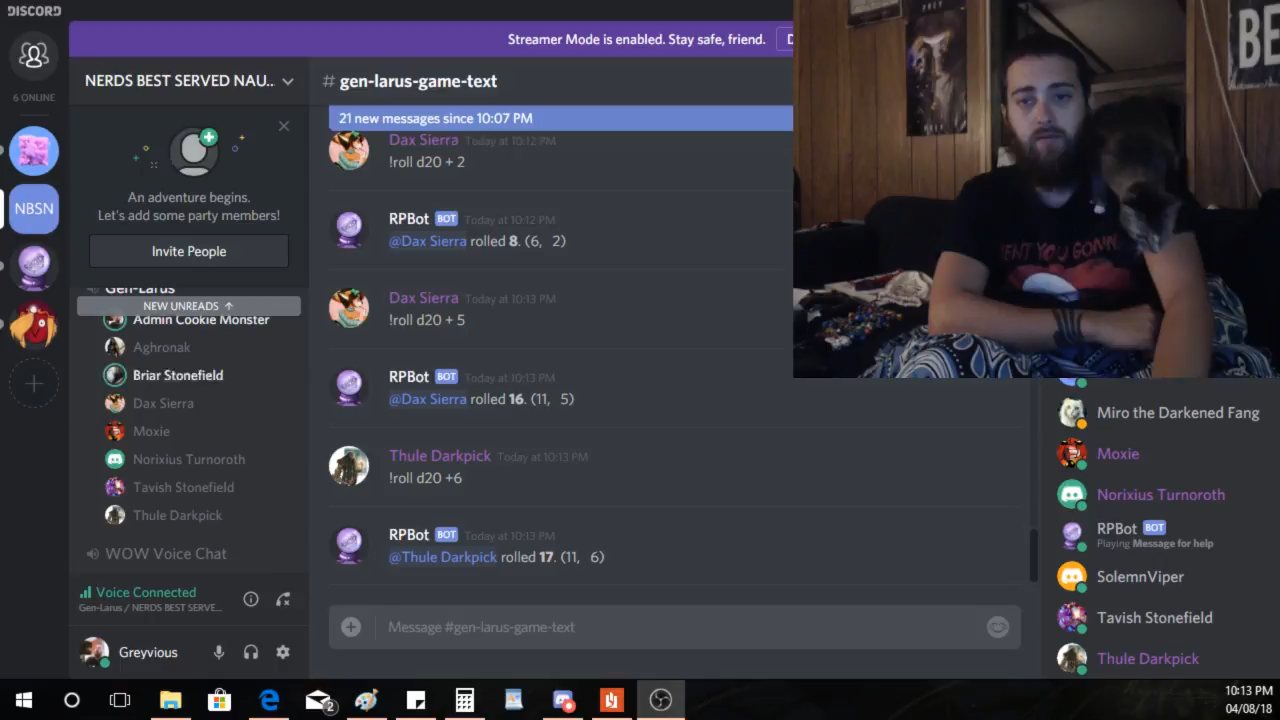 DISCORD
6 ONLINE
NBSN
Streamer Mode is enabled. Stay safe, friend.
NERDS BEST SERVED NAU...
An adventure begins.
Let's add some party members!
Invite People
Gen-Larus
NEW UNREADS ↑
Admin Cookie Monster
Aghronak
Briar Stonefield
Dax Sierra
Moxie
Norixius Turnoroth
Tavish Stonefield
Thule Darkpick
WOW Voice Chat
Voice Connected
Gen-Larus / NERDS BEST SERVE...
Greyvious
# gen-larus-game-text
21 new messages since 10:07 PM
Dax Sierra Today at 10:12 PM
!roll d20 + 2
RPBot BOT Today at 10:12 PM
@Dax Sierra rolled 8. (6, 2)
Dax Sierra Today at 10:13 PM
!roll d20 + 5
RPBot BOT Today at 10:13 PM
@Dax Sierra rolled 16. (11, 5)
Thule Darkpick Today at 10:13 PM
!roll d20 +6
RPBot BOT Today at 10:13 PM
@Thule Darkpick rolled 17. (11, 6)
Message #gen-larus-game-text
BE
Miro the Darkened Fang
Moxie
Norixius Turnoroth
RPBot BOT
Playing Message for help
SolemnViper
Tavish Stonefield
Thule Darkpick
2
10:13 PM
04/08/18